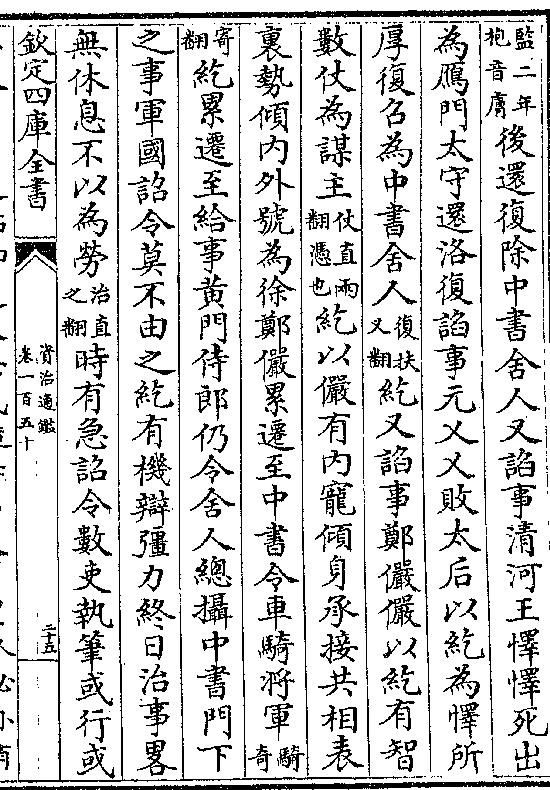 監二年抱音膚後還復除中書舍人又諂事清河王懌懌死出
為鴈門太守還洛復諂事元乂乂敗太后以紇為懌所
厚復召為中書舍人復扶又翻紇又諂事鄭儼儼以紇有智
數仗為謀主仗直兩翻憑也紇以儼有內寵傾身承接共相表
裏勢傾內外號為徐鄭儼累遷至中書令車騎將軍騎奇
寄翻紇累遷至給事黃門侍郎仍令舍人總攝中書門下
之事軍國詔令莫不由之紇有機辯彊力終日治事畧
無休息不以為勞治直之翻時有急詔令數吏執筆或行或
欽定四庫全書
資治通鑑
卷一百五十
二十五